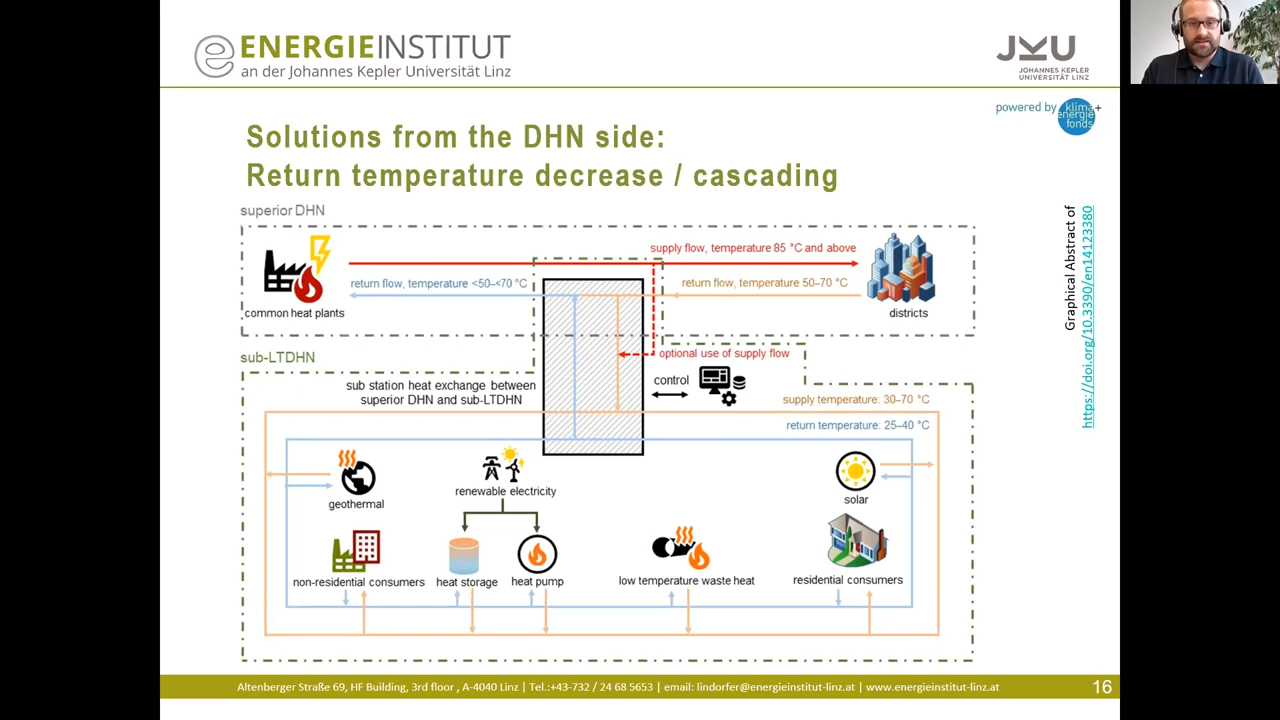 ENERGIEINSTITUT
an der Johannes Kepler Universität Linz
JKU
JOHANNES KEPLER
UNIVERSITÄT LINZ
powered by klima+
energie
fonds
Solutions from the DHN side:
Return temperature decrease / cascading
superior DHN
supply flow, temperature 85 °C and above
return flow, temperature <50–<70 °C
return flow, temperature 50–70 °C
common heat plants
districts
Graphical Abstract of
https://doi.org/10.3390/en14123380
sub-LTDHN
optional use of supply flow
sub station heat exchange between
superior DHN and sub-LTDHN
control
supply temperature: 30–70 °C
return temperature: 25–40 °C
geothermal
renewable electricity
solar
non-residential consumers
heat storage
heat pump
low temperature waste heat
residential consumers
Altenberger Straße 69, HF Building, 3rd floor , A-4040 Linz | Tel.:+43-732 / 24 68 5653 | email: lindorfer@energieinstitut-linz.at | www.energieinstitut-linz.at
16